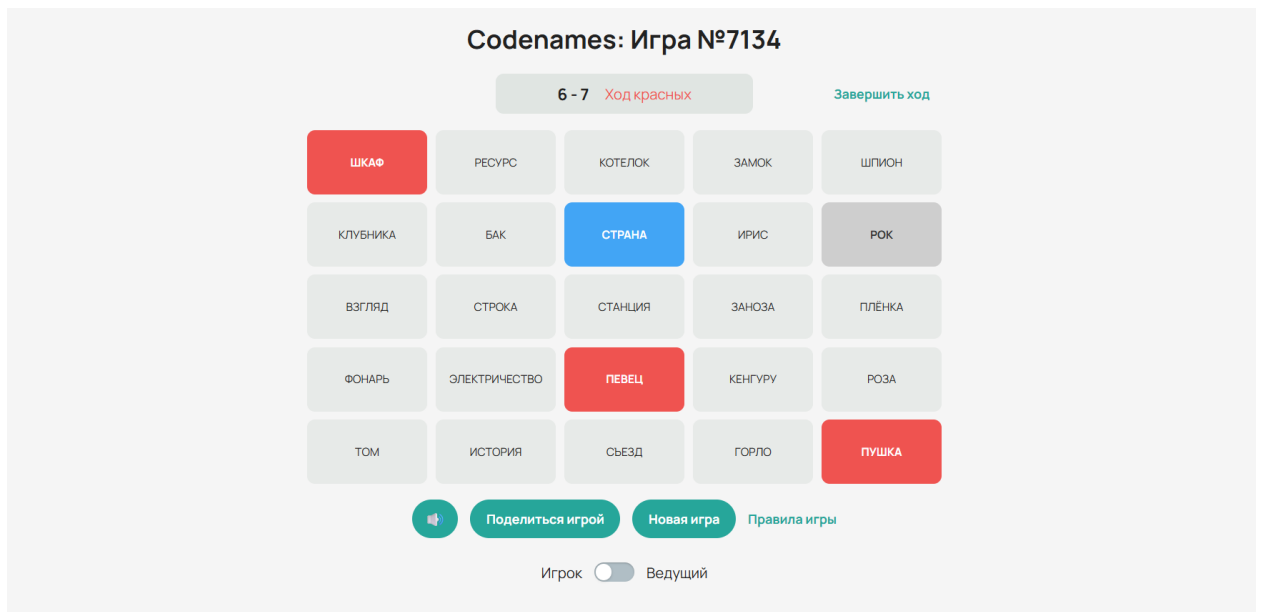 Codenames: Игра №7134
6 - 7 Ход красных Завершить ход
ШКАФ РЕСУРС КОТЕЛОК ЗАМОК ШПИОН
КЛУБНИКА БАК СТРАНА ИРИС РОК
ВЗГЛЯД СТРОКА СТАНЦИЯ ЗАНОЗА ПЛЁНКА
ФОНАРЬ ЭЛЕКТРИЧЕСТВО ПЕВЕЦ КЕНГУРУ РОЗА
ТОМ ИСТОРИЯ СЪЕЗД ГОРЛО ПУШКА
Поделиться игрой Новая игра Правила игры
Игрок Ведущий